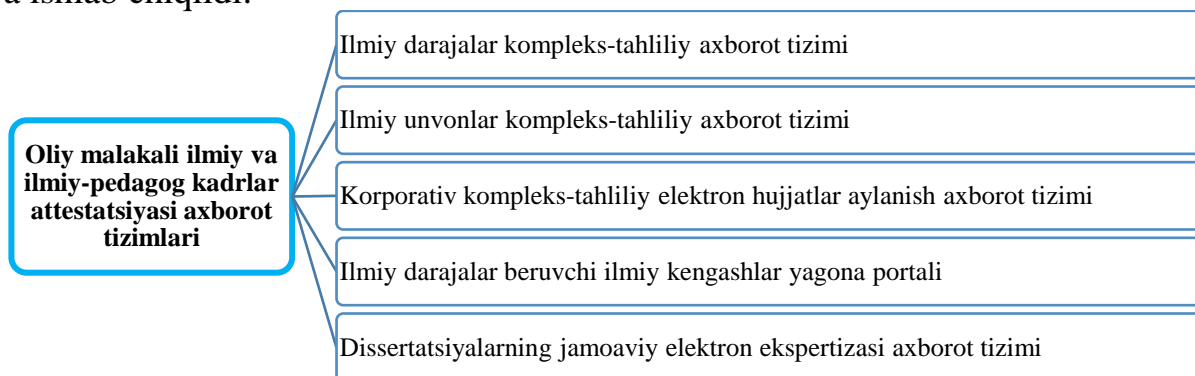 chiqildi.
Ilmiy darajalar kompleks-tahliliy axborot tizimi
Ilmiy unvonlar kompleks-tahliliy axborot tizimi
Oliy malakali ilmiy va
ilmiy-pedagog kadrlar
attestatsiyasi axborot
tizimlari
Korporativ kompleks-tahliliy elektron hujjatlar aylanish axborot tizimi
Ilmiy darajalar beruvchi ilmiy kengashlar yagona portali
Dissertatsiyalarning jamoaviy elektron ekspertizasi axborot tizimi